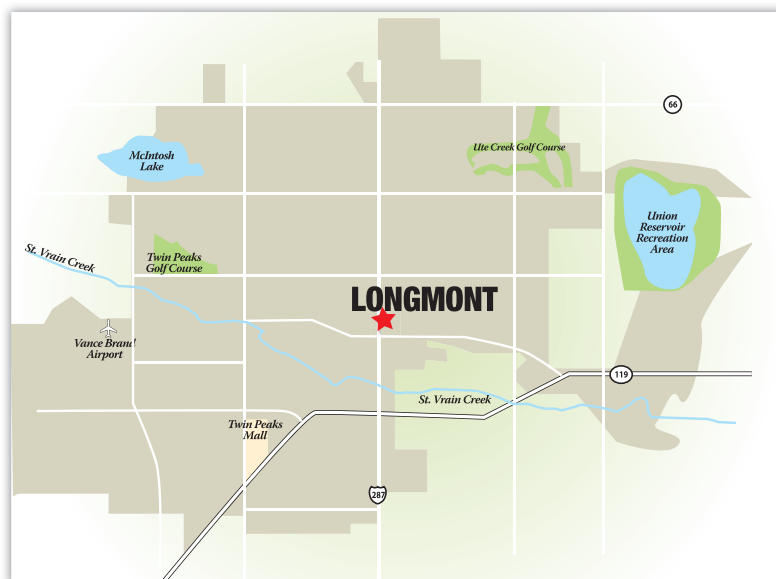 66
McIntosh
Lake
Ute Creek Golf Course
Union
Reservoir
Recreation
Area
St. Vrain Creek
Twin Peaks
Golf Course
LONGMONT
Vance Brand
Airport
119
St. Vrain Creek
Twin Peaks
Mall
287